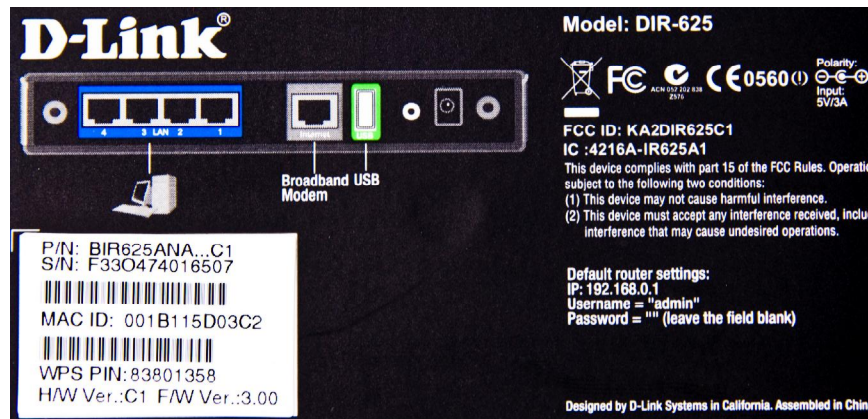 D-Link®
4 3 LAN 2 1
Internet
USB
Broadband Modem
USB
P/N: BIR625ANA...C1
S/N: F33O474016507
MAC ID: 001B115D03C2
WPS PIN:83801358
H/W Ver.:C1 F/W Ver.:3.00
Model: DIR-625
FC
ACN 052 202 838
Z576
CE0560(!)
Polarity:
Input:
5V/3A
FCC ID: KA2DIR625C1
IC :4216A-IR625A1
This device complies with part 15 of the FCC Rules. Operatio
subject to the following two conditions:
(1) This device may not cause harmful interference.
(2) This device must accept any interference received, inclu
interference that may cause undesired operations.
Default router settings:
IP: 192.168.0.1
Username = "admin"
Password = "" (leave the field blank)
Designed by D-Link Systems in California. Assembled in China